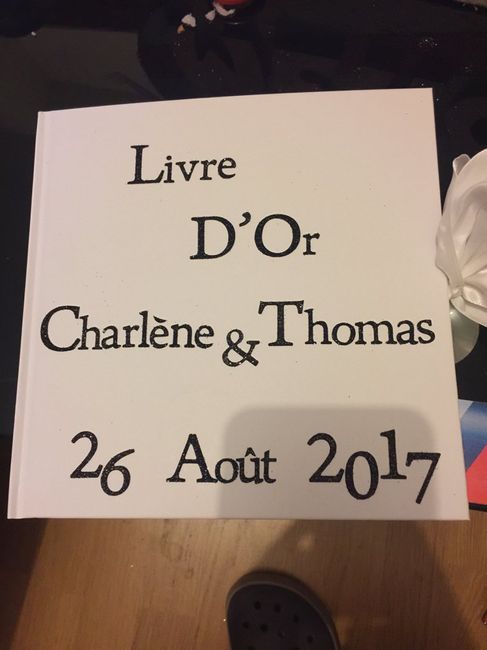 Livre
D'Or
Charlène & Thomas
26 Août 2017